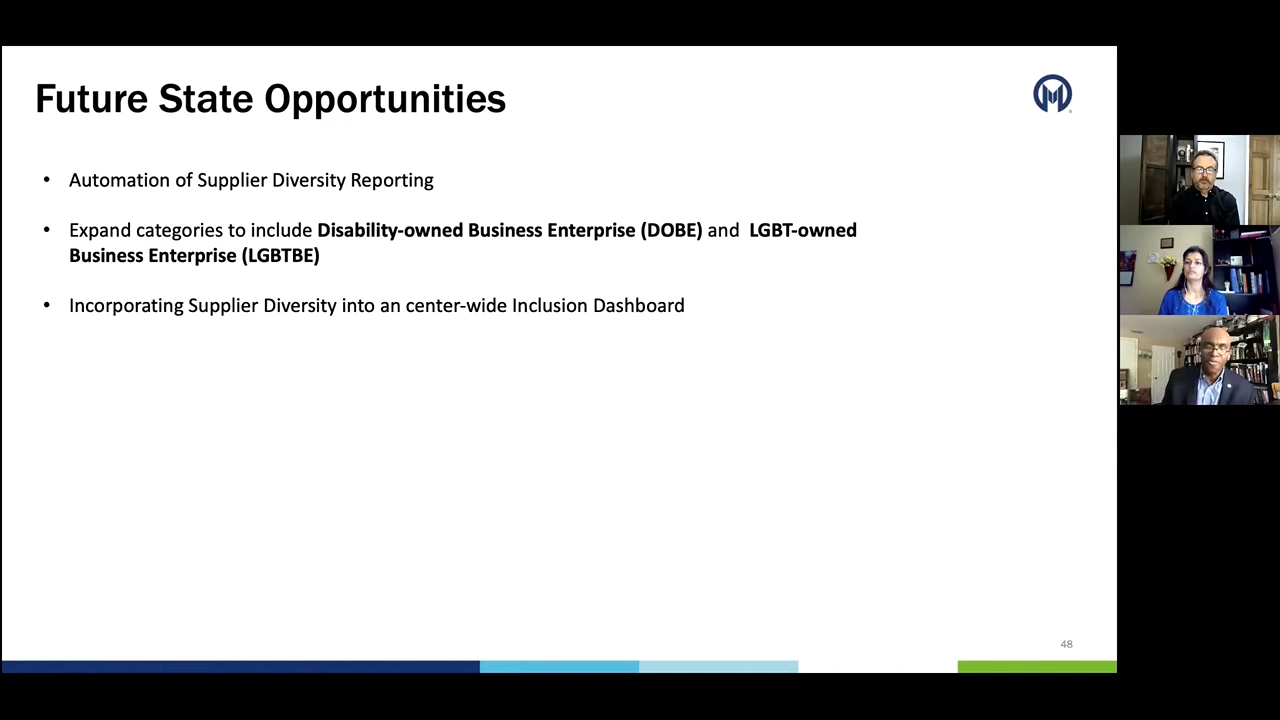 Future State Opportunities
• Automation of Supplier Diversity Reporting
• Expand categories to include Disability-owned Business Enterprise (DOBE) and LGBT-owned
Business Enterprise (LGBTBE)
• Incorporating Supplier Diversity into an center-wide Inclusion Dashboard
48